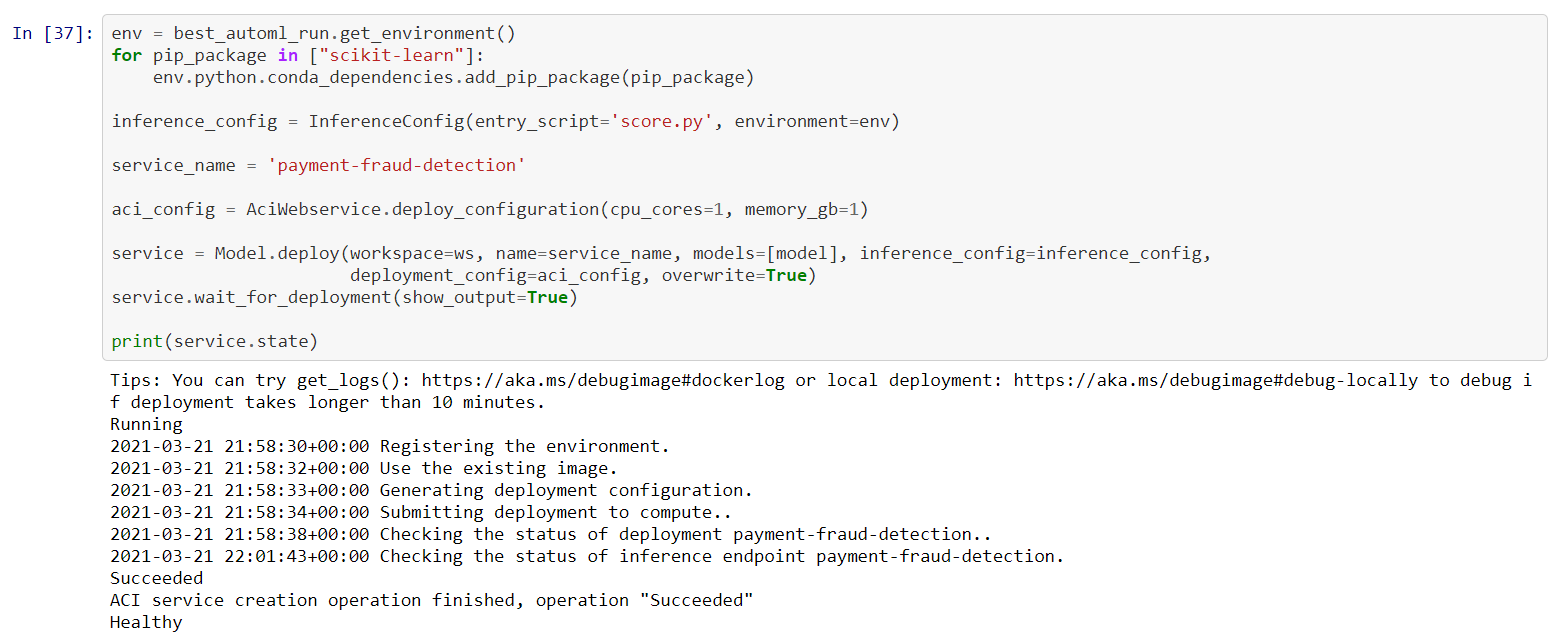 In [37]: env = best_automl_run.get_environment()
for pip_package in ["scikit-learn"]:
    env.python.conda_dependencies.add_pip_package(pip_package)

inference_config = InferenceConfig(entry_script='score.py', environment=env)

service_name = 'payment-fraud-detection'

aci_config = AciWebservice.deploy_configuration(cpu_cores=1, memory_gb=1)

service = Model.deploy(workspace=ws, name=service_name, models=[model], inference_config=inference_config,
                       deployment_config=aci_config, overwrite=True)
service.wait_for_deployment(show_output=True)

print(service.state)
Tips: You can try get_logs(): https://aka.ms/debugimage#dockerlog or local deployment: https://aka.ms/debugimage#debug-locally to debug i
f deployment takes longer than 10 minutes.
Running
2021-03-21 21:58:30+00:00 Registering the environment.
2021-03-21 21:58:32+00:00 Use the existing image.
2021-03-21 21:58:33+00:00 Generating deployment configuration.
2021-03-21 21:58:34+00:00 Submitting deployment to compute..
2021-03-21 21:58:38+00:00 Checking the status of deployment payment-fraud-detection..
2021-03-21 22:01:43+00:00 Checking the status of inference endpoint payment-fraud-detection.
Succeeded
ACI service creation operation finished, operation "Succeeded"
Healthy